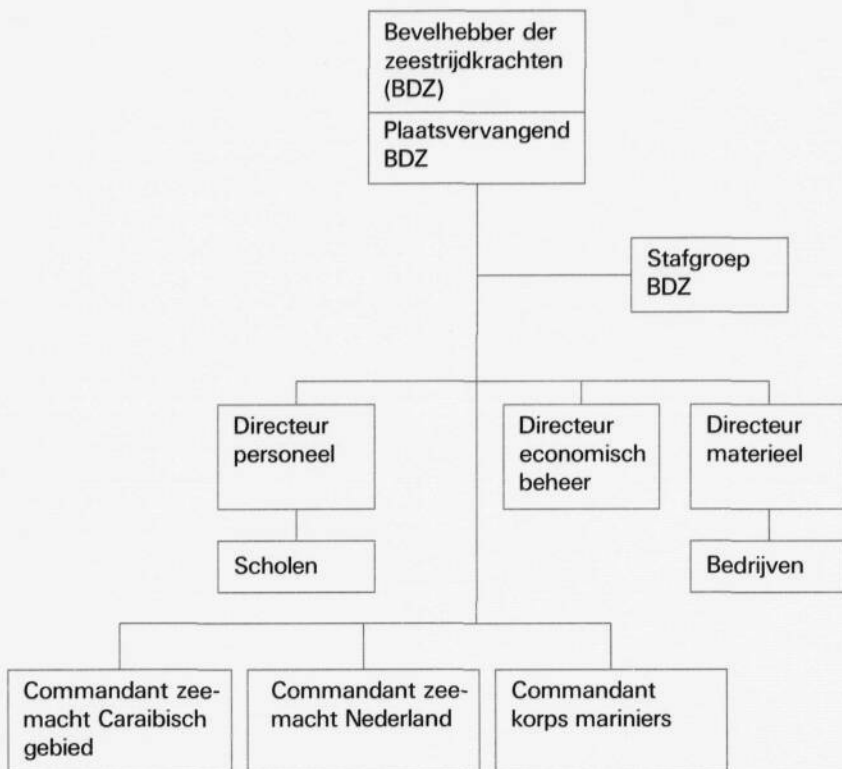 Bevelhebber der
zeestrijdkrachten
(BDZ)
Plaatsvervangend
BDZ
Stafgroep
BDZ
Directeur
personeel
Directeur
economisch
beheer
Directeur
materieel
Scholen
Bedrijven
Commandant zee-
macht Caraibisch
gebied
Commandant zee-
macht Nederland
Commandant
korps mariniers